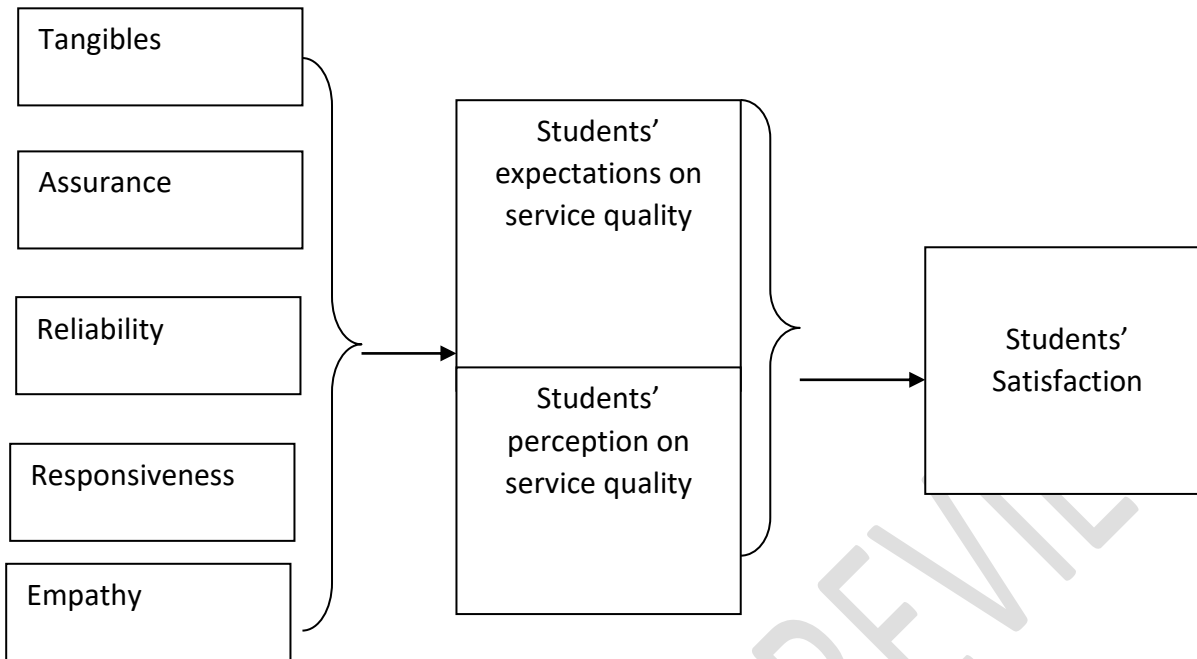 Tangibles
Assurance
Reliability
Responsiveness
Empathy
Students’
expectations on
service quality
Students’
perception on
service quality
Students’
Satisfaction